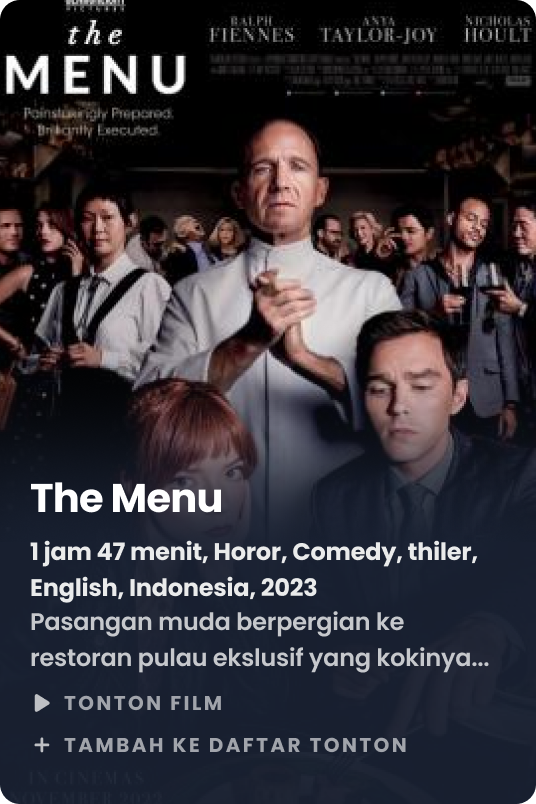 the
MENU
Painstakingly Prepared.
Brilliantly Executed.
RALPH FIENNES
ANYA TAYLOR-JOY
NICHOLAS HOULT
The Menu
1 jam 47 menit, Horor, Comedy, thiler,
English, Indonesia, 2023
Pasangan muda berpergian ke
restoran pulau ekslusif yang kokinya...
TONTON FILM
TAMBAH KE DAFTAR TONTON
IN CINEMAS
NOVEMBER 2022